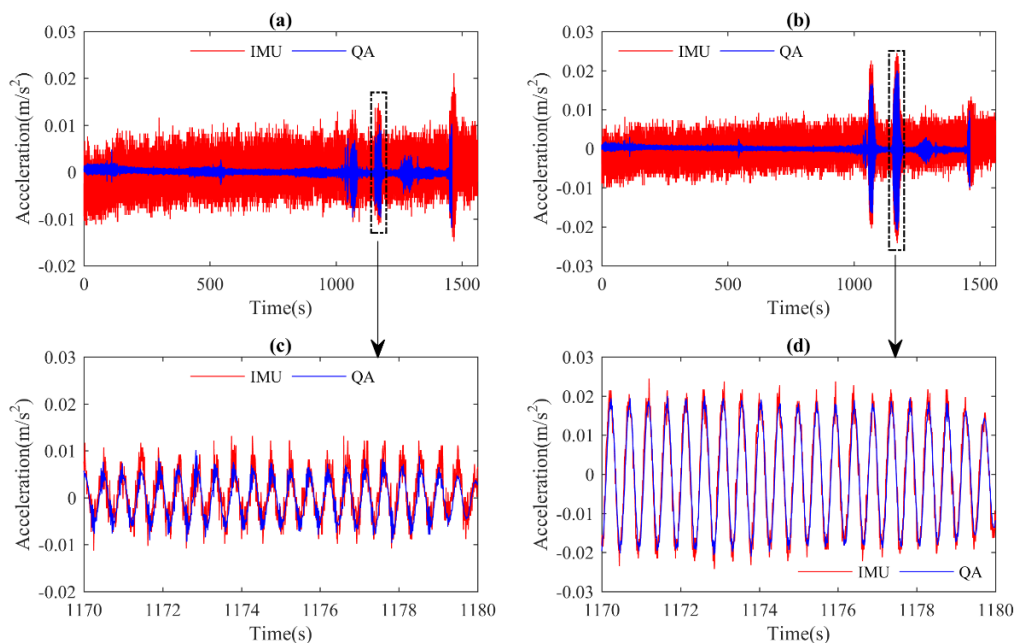 (a)
IMU QA
0.03
0.02
0.01
0
-0.01
-0.02
Acceleration(m/s²)
0 500 1000 1500
Time(s)
(b)
IMU QA
0.03
0.02
0.01
0
-0.01
-0.02
-0.03
Acceleration(m/s²)
0 500 1000 1500
Time(s)
(c)
IMU QA
0.03
0.02
0.01
0
-0.01
0.02
Acceleration(m/s²)
1170 1172 1174 1176 1178 1180
Time(s)
(d)
0.03
0.02
0.01
0
-0.01
-0.02
0.03
Acceleration(m/s²)
IMU QA
1170 1172 1174 1176 1178 1180
Time(s)